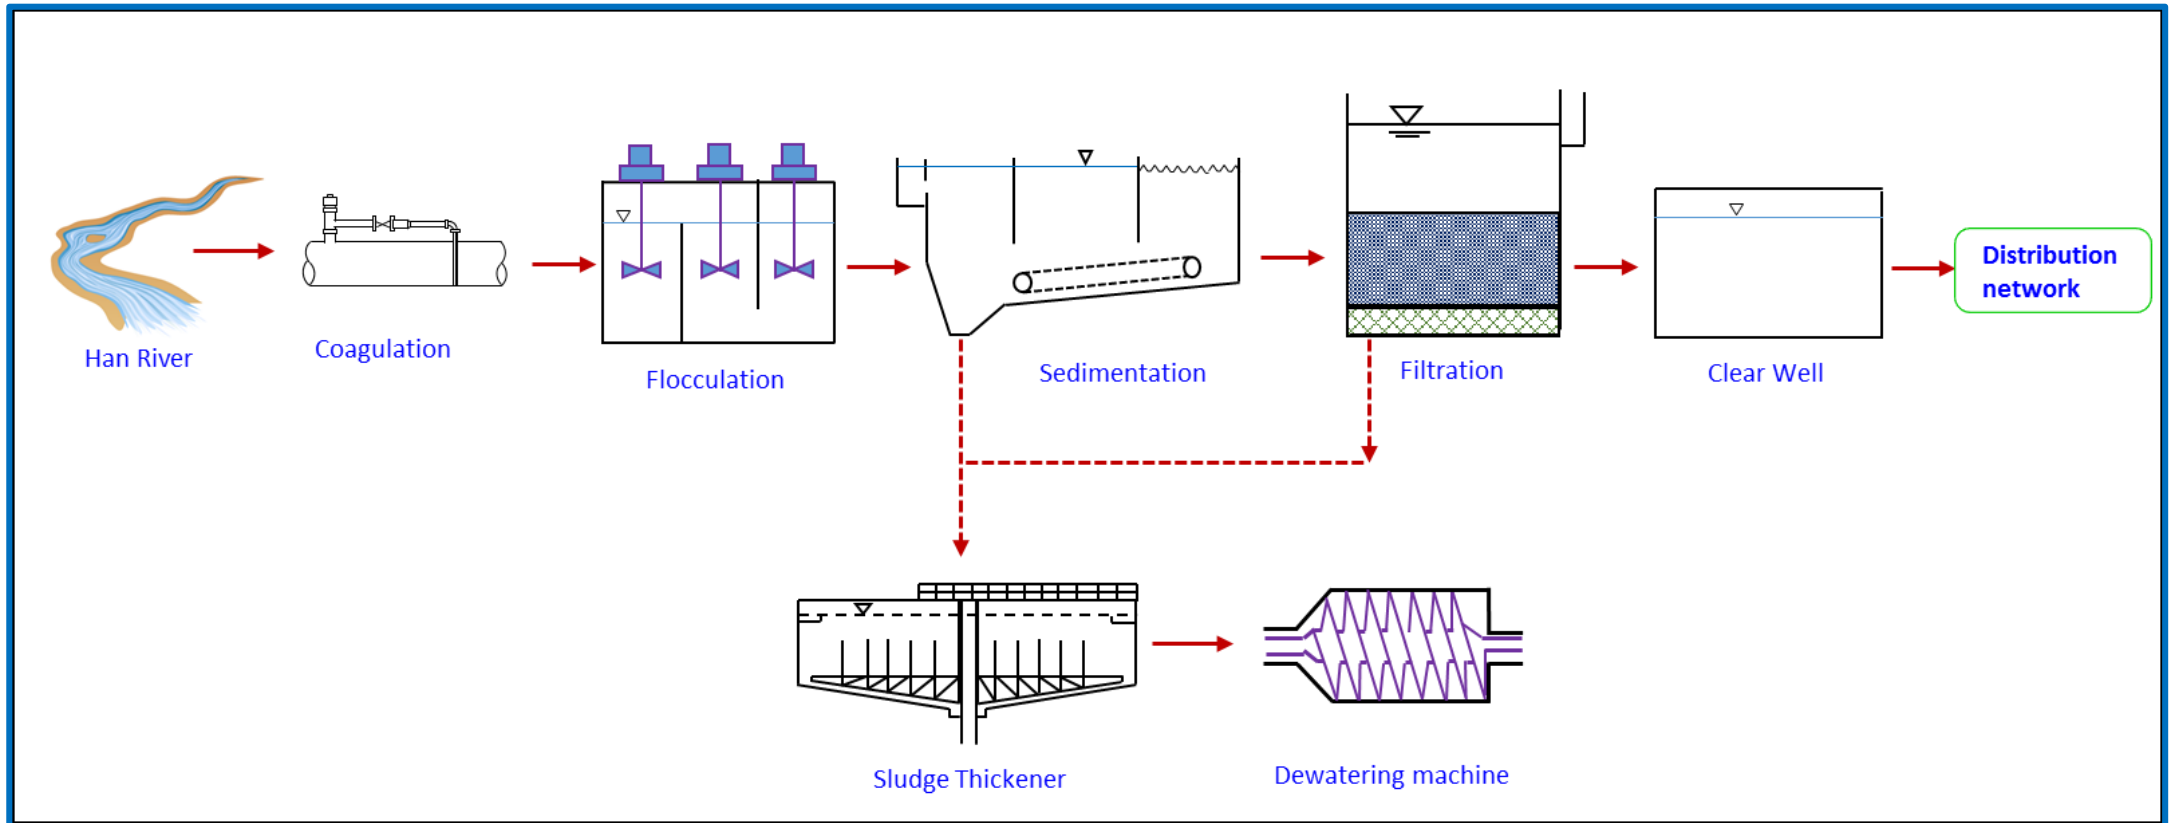 Han River
Coagulation
Flocculation
Sedimentation
Filtration
Clear Well
Distribution
network
Sludge Thickener
Dewatering machine